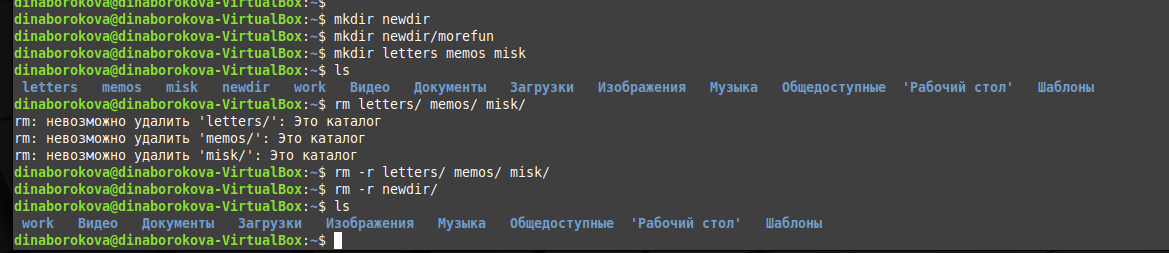 dinaborokova@dinaborokova-VirtualBox:~$
dinaborokova@dinaborokova-VirtualBox:~$ mkdir newdir
dinaborokova@dinaborokova-VirtualBox:~$ mkdir newdir/morefun
dinaborokova@dinaborokova-VirtualBox:~$ mkdir letters memos misk
dinaborokova@dinaborokova-VirtualBox:~$ ls
letters memos misk newdir work Видео Документы Загрузки Изображения Музыка Общедоступные 'Рабочий стол' Шаблоны
dinaborokova@dinaborokova-VirtualBox:~$ rm letters/ memos/ misk/
rm: невозможно удалить 'letters/': Это каталог
rm: невозможно удалить 'memos/': Это каталог
rm: невозможно удалить 'misk/': Это каталог
dinaborokova@dinaborokova-VirtualBox:~$ rm -r letters/ memos/ misk/
dinaborokova@dinaborokova-VirtualBox:~$ rm -r newdir/
dinaborokova@dinaborokova-VirtualBox:~$ ls
work Видео Документы Загрузки Изображения Музыка Общедоступные 'Рабочий стол' Шаблоны
dinaborokova@dinaborokova-VirtualBox:~$